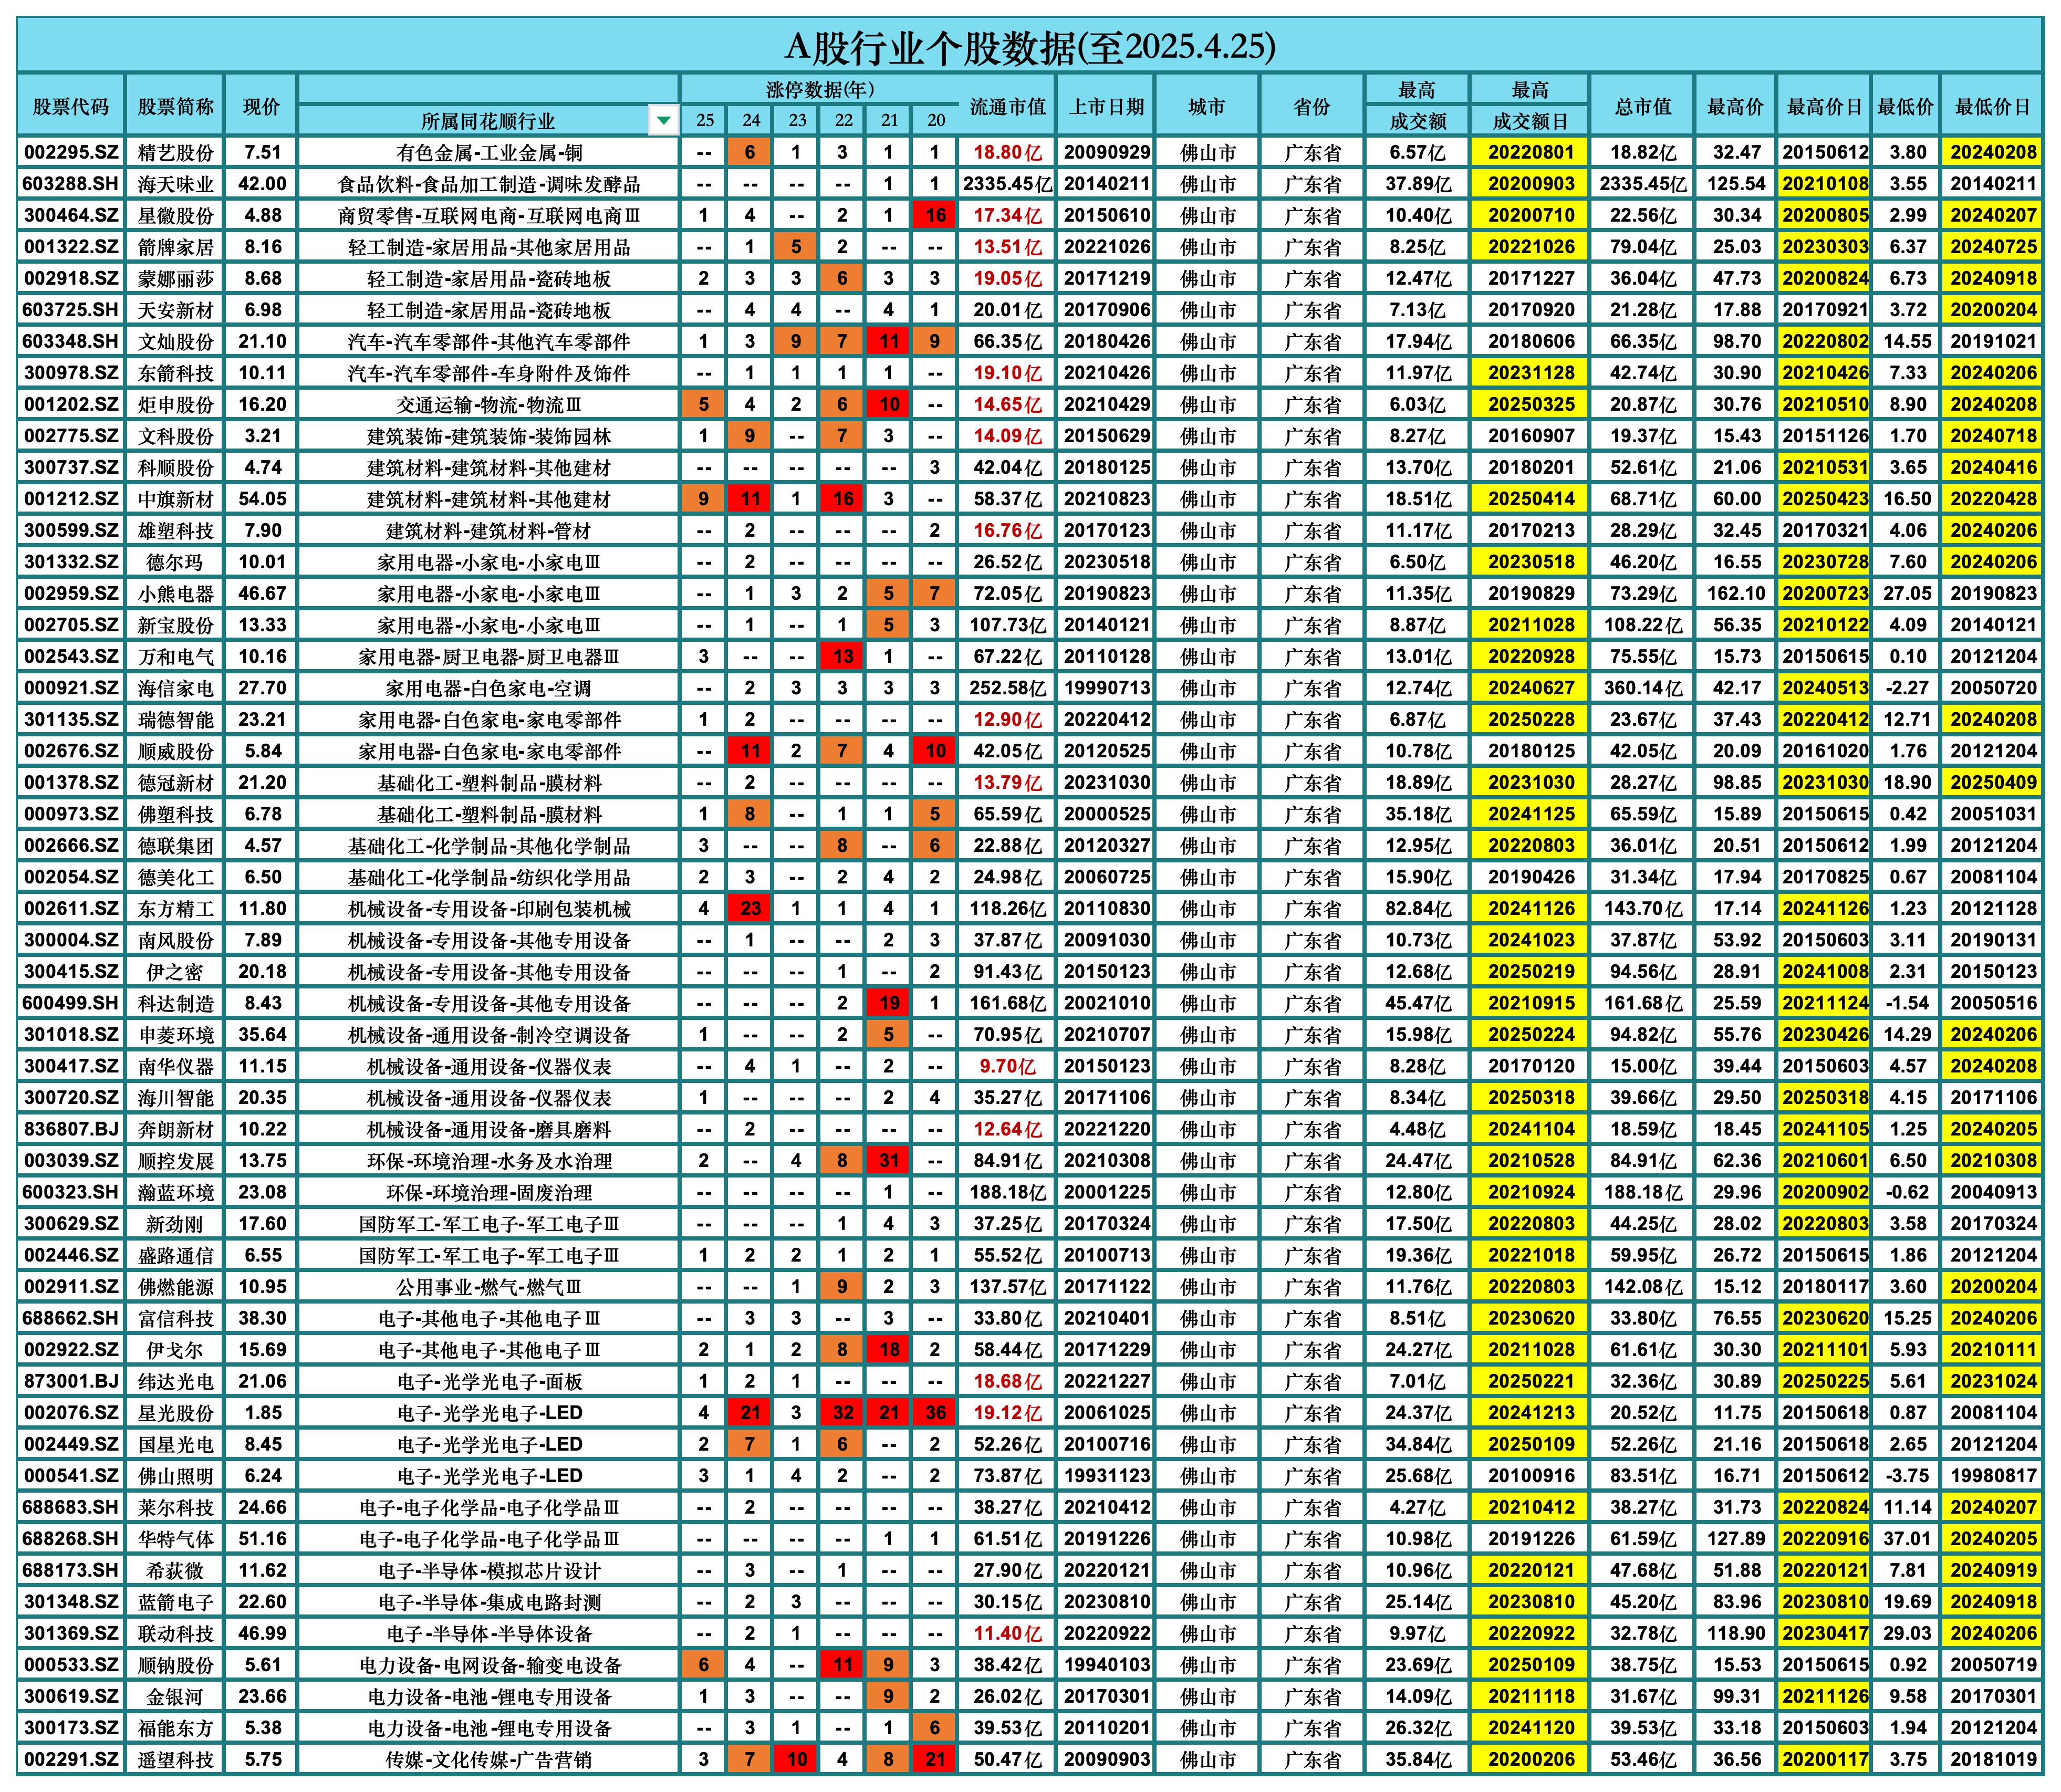 A股行业个股数据(至2025.4.25)
股票代码 股票简称 现价 所属同花顺行业 涨停数据(年) 流通市值 上市日期 城市 省份 最高 最高 总市值 最高价 最高价日 最低价 最低价日
25 24 23 22 21 20 成交额 成交额日
002295.SZ 精艺股份 7.51 有色金属-工业金属-铜 -- 6 1 3 1 1 18.80亿 20090929 佛山市 广东省 6.57亿 20220801 18.82亿 32.47 20150612 3.80 20240208
603288.SH 海天味业 42.00 食品饮料-食品加工制造-调味发酵品 -- -- -- -- 1 1 2335.45亿 20140211 佛山市 广东省 37.89亿 20200903 2335.45亿 125.54 20210108 3.55 20140211
300464.SZ 星徽股份 4.88 商贸零售-互联网电商-互联网电商Ⅲ 1 4 -- 2 1 16 17.34亿 20150610 佛山市 广东省 10.40亿 20200710 22.56亿 30.34 20200805 2.99 20240207
001322.SZ 箭牌家居 8.16 轻工制造-家居用品-其他家居用品 -- 1 5 2 -- -- 13.51亿 20221026 佛山市 广东省 8.25亿 20221026 79.04亿 25.03 20230303 6.37 20240725
002918.SZ 蒙娜丽莎 8.68 轻工制造-家居用品-瓷砖地板 2 3 3 6 3 3 19.05亿 20171219 佛山市 广东省 12.47亿 20171227 36.04亿 47.73 20200824 6.73 20240918
603725.SH 天安新材 6.98 轻工制造-家居用品-瓷砖地板 -- 4 4 -- 4 1 20.01亿 20170906 佛山市 广东省 7.13亿 20170920 21.28亿 17.88 20170921 3.72 20200204
603348.SH 文灿股份 21.10 汽车-汽车零部件-其他汽车零部件 1 3 9 7 11 9 66.35亿 20180426 佛山市 广东省 17.94亿 20180606 66.35亿 98.70 20220802 14.55 20191021
300978.SZ 东箭科技 10.11 汽车-汽车零部件-车身附件及饰件 -- 1 1 1 1 -- 19.10亿 20210426 佛山市 广东省 11.97亿 20231128 42.74亿 30.90 20210426 7.33 20240206
001202.SZ 炬申股份 16.20 交通运输-物流-物流Ⅲ 5 4 2 6 10 -- 14.65亿 20210429 佛山市 广东省 6.03亿 20250325 20.87亿 30.76 20210510 8.90 20240208
002775.SZ 文科股份 3.21 建筑装饰-建筑装饰-装饰园林 1 9 -- 7 3 -- 14.09亿 20150629 佛山市 广东省 8.27亿 20160907 19.37亿 15.43 20151126 1.70 20240718
300737.SZ 科顺股份 4.74 建筑材料-建筑材料-其他建材 -- -- -- -- -- 3 42.04亿 20180125 佛山市 广东省 13.70亿 20180201 52.61亿 21.06 20210531 3.65 20240416
001212.SZ 中旗新材 54.05 建筑材料-建筑材料-其他建材 9 11 1 16 3 -- 58.37亿 20210823 佛山市 广东省 18.51亿 20250414 68.71亿 60.00 20250423 16.50 20220428
300599.SZ 雄塑科技 7.90 建筑材料-建筑材料-管材 -- 2 -- -- -- 2 16.76亿 20170123 佛山市 广东省 11.17亿 20170213 28.29亿 32.45 20170321 4.06 20240206
301332.SZ 德尔玛 10.01 家用电器-小家电-小家电Ⅲ -- 2 -- -- -- -- 26.52亿 20230518 佛山市 广东省 6.50亿 20230518 46.20亿 16.55 20230728 7.60 20240206
002959.SZ 小熊电器 46.67 家用电器-小家电-小家电Ⅲ -- 1 3 2 5 7 72.05亿 20190823 佛山市 广东省 11.35亿 20190829 73.29亿 162.10 20200723 27.05 20190823
002705.SZ 新宝股份 13.33 家用电器-小家电-小家电Ⅲ -- 1 -- 1 5 3 107.73亿 20140121 佛山市 广东省 8.87亿 20211028 108.22亿 56.35 20210122 4.09 20140121
002543.SZ 万和电气 10.16 家用电器-厨卫电器-厨卫电器Ⅲ 3 -- -- 13 1 -- 67.22亿 20110128 佛山市 广东省 13.01亿 20220928 75.55亿 15.73 20150615 0.10 20121204
000921.SZ 海信家电 27.70 家用电器-白色家电-空调 -- 2 3 3 3 3 252.58亿 19990713 佛山市 广东省 12.74亿 20240627 360.14亿 42.17 20240513 -2.27 20050720
301135.SZ 瑞德智能 23.21 家用电器-白色家电-家电零部件 1 2 -- -- -- -- 12.90亿 20220412 佛山市 广东省 6.87亿 20250228 23.67亿 37.43 20220412 12.71 20240208
002676.SZ 顺威股份 5.84 家用电器-白色家电-家电零部件 -- 11 2 7 4 10 42.05亿 20120525 佛山市 广东省 10.78亿 20180125 42.05亿 20.09 20161020 1.76 20121204
001378.SZ 德冠新材 21.20 基础化工-塑料制品-膜材料 -- 2 -- -- -- -- 13.79亿 20231030 佛山市 广东省 18.89亿 20231030 28.27亿 98.85 20231030 18.90 20250409
000973.SZ 佛塑科技 6.78 基础化工-塑料制品-膜材料 1 8 -- 1 1 5 65.59亿 20000525 佛山市 广东省 35.18亿 20241125 65.59亿 15.89 20150615 0.42 20051031
002666.SZ 德联集团 4.57 基础化工-化学制品-其他化学制品 3 -- -- 8 -- 6 22.88亿 20120327 佛山市 广东省 12.95亿 20220803 36.01亿 20.51 20150612 1.99 20121204
002054.SZ 德美化工 6.50 基础化工-化学制品-纺织化学用品 2 3 -- 2 4 2 24.98亿 20060725 佛山市 广东省 15.90亿 20190426 31.34亿 17.94 20170825 0.67 20081104
002611.SZ 东方精工 11.80 机械设备-专用设备-印刷包装机械 4 23 1 1 4 1 118.26亿 20110830 佛山市 广东省 82.84亿 20241126 143.70亿 17.14 20241126 1.23 20121128
300004.SZ 南风股份 7.89 机械设备-专用设备-其他专用设备 -- 1 -- -- 2 3 37.87亿 20091030 佛山市 广东省 10.73亿 20241023 37.87亿 53.92 20150603 3.11 20190131
300415.SZ 伊之密 20.18 机械设备-专用设备-其他专用设备 -- -- -- 1 -- 2 91.43亿 20150123 佛山市 广东省 12.68亿 20250219 94.56亿 28.91 20241008 2.31 20150123
600499.SH 科达制造 8.43 机械设备-专用设备-其他专用设备 -- -- -- 2 19 1 161.68亿 20021010 佛山市 广东省 45.47亿 20210915 161.68亿 25.59 20211124 -1.54 20050516
301018.SZ 申菱环境 35.64 机械设备-通用设备-制冷空调设备 1 -- -- 2 5 -- 70.95亿 20210707 佛山市 广东省 15.98亿 20250224 94.82亿 55.76 20230426 14.29 20240206
300417.SZ 南华仪器 11.15 机械设备-通用设备-仪器仪表 -- 4 1 -- 2 -- 9.70亿 20150123 佛山市 广东省 8.28亿 20170120 15.00亿 39.44 20150603 4.57 20240208
300720.SZ 海川智能 20.35 机械设备-通用设备-仪器仪表 1 -- -- -- 2 4 35.27亿 20171106 佛山市 广东省 8.34亿 20250318 39.66亿 29.50 20250318 4.15 20171106
836807.BJ 奔朗新材 10.22 机械设备-通用设备-磨具磨料 -- 2 -- -- -- -- 12.64亿 20221220 佛山市 广东省 4.48亿 20241104 18.59亿 18.45 20241105 1.25 20240205
003039.SZ 顺控发展 13.75 环保-环境治理-水务及水治理 2 -- 4 8 31 -- 84.91亿 20210308 佛山市 广东省 24.47亿 20210528 84.91亿 62.36 20210601 6.50 20210308
600323.SH 瀚蓝环境 23.08 环保-环境治理-固废治理 -- -- -- -- 1 -- 188.18亿 20001225 佛山市 广东省 12.80亿 20210924 188.18亿 29.96 20200902 -0.62 20040913
300629.SZ 新劲刚 17.60 国防军工-军工电子-军工电子Ⅲ -- -- -- 1 4 3 37.25亿 20170324 佛山市 广东省 17.50亿 20220803 44.25亿 28.02 20220803 3.58 20170324
002446.SZ 盛路通信 6.55 国防军工-军工电子-军工电子Ⅲ 1 2 2 1 2 1 55.52亿 20100713 佛山市 广东省 19.36亿 20221018 59.95亿 26.72 20150615 1.86 20121204
002911.SZ 佛燃能源 10.95 公用事业-燃气-燃气Ⅲ -- -- 1 9 2 3 137.57亿 20171122 佛山市 广东省 11.76亿 20220803 142.08亿 15.12 20180117 3.60 20200204
688662.SH 富信科技 38.30 电子-其他电子-其他电子Ⅲ -- 3 3 -- 3 -- 33.80亿 20210401 佛山市 广东省 8.51亿 20230620 33.80亿 76.55 20230620 15.25 20240206
002922.SZ 伊戈尔 15.69 电子-其他电子-其他电子Ⅲ 2 1 2 8 18 2 58.44亿 20171229 佛山市 广东省 24.27亿 20211028 61.61亿 30.30 20211101 5.93 20210111
873001.BJ 纬达光电 21.06 电子-光学光电子-面板 1 2 1 -- -- -- 18.68亿 20221227 佛山市 广东省 7.01亿 20250221 32.36亿 30.89 20250225 5.61 20231024
002076.SZ 星光股份 1.85 电子-光学光电子-LED 4 21 3 32 21 36 19.12亿 20061025 佛山市 广东省 24.37亿 20241213 20.52亿 11.75 20150618 0.87 20081104
002449.SZ 国星光电 8.45 电子-光学光电子-LED 2 7 1 6 -- 2 52.26亿 20100716 佛山市 广东省 34.84亿 20250109 52.26亿 21.16 20150618 2.65 20121204
000541.SZ 佛山照明 6.24 电子-光学光电子-LED 3 1 4 2 -- 2 73.87亿 19931123 佛山市 广东省 25.68亿 20100916 83.51亿 16.71 20150612 -3.75 19980817
688683.SH 莱尔科技 24.66 电子-电子化学品-电子化学品Ⅲ -- 2 -- -- -- -- 38.27亿 20210412 佛山市 广东省 4.27亿 20210412 38.27亿 31.73 20220824 11.14 20240207
688268.SH 华特气体 51.16 电子-电子化学品-电子化学品Ⅲ -- -- -- -- 1 1 61.51亿 20191226 佛山市 广东省 10.98亿 20191226 61.59亿 127.89 20220916 37.01 20240205
688173.SH 希荻微 11.62 电子-半导体-模拟芯片设计 -- 3 -- 1 -- -- 27.90亿 20220121 佛山市 广东省 10.96亿 20220121 47.68亿 51.88 20220121 7.81 20240919
301348.SZ 蓝箭电子 22.60 电子-半导体-集成电路封测 -- 2 3 -- -- -- 30.15亿 20230810 佛山市 广东省 25.14亿 20230810 45.20亿 83.96 20230810 19.69 20240918
301369.SZ 联动科技 46.99 电子-半导体-半导体设备 -- 2 1 -- -- -- 11.40亿 20220922 佛山市 广东省 9.97亿 20220922 32.78亿 118.90 20230417 29.03 20240206
000533.SZ 顺钠股份 5.61 电力设备-电网设备-输变电设备 6 4 -- 11 9 3 38.42亿 19940103 佛山市 广东省 23.69亿 20250109 38.75亿 15.53 20150615 0.92 20050719
300619.SZ 金银河 23.66 电力设备-电池-锂电专用设备 1 3 -- -- 9 2 26.02亿 20170301 佛山市 广东省 14.09亿 20211118 31.67亿 99.31 20211126 9.58 20170301
300173.SZ 福能东方 5.38 电力设备-电池-锂电专用设备 -- 3 1 -- 1 6 39.53亿 20110201 佛山市 广东省 26.32亿 20241120 39.53亿 33.18 20150603 1.94 20121204
002291.SZ 遥望科技 5.75 传媒-文化传媒-广告营销 3 7 10 4 8 21 50.47亿 20090903 佛山市 广东省 35.84亿 20200206 53.46亿 36.56 20200117 3.75 20181019